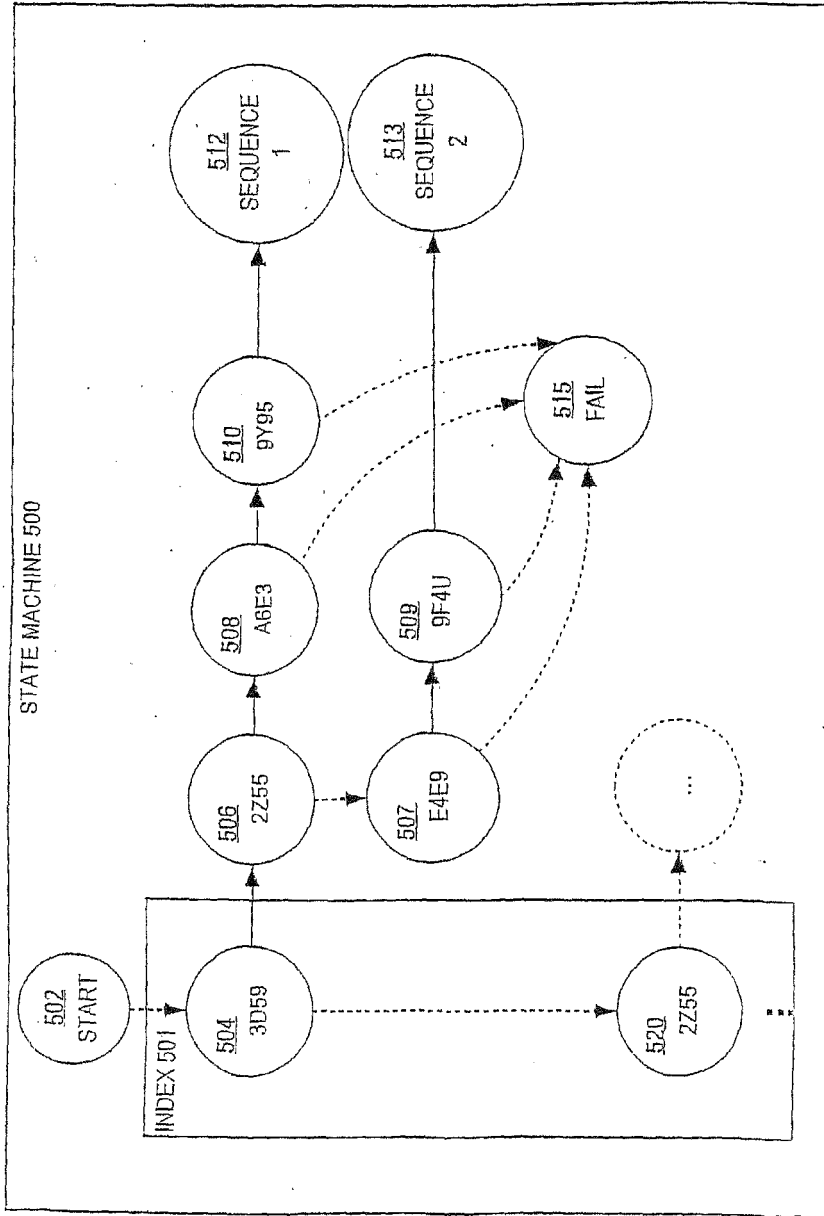 STATE MACHINE 500
502
START
INDEX 501
504
3D59
506
2Z55
508
A6E3
510
9Y95
512
SEQUENCE
1
507
E4E9
509
9F4U
513
SEQUENCE
2
515
FAIL
520
2Z55
...
...